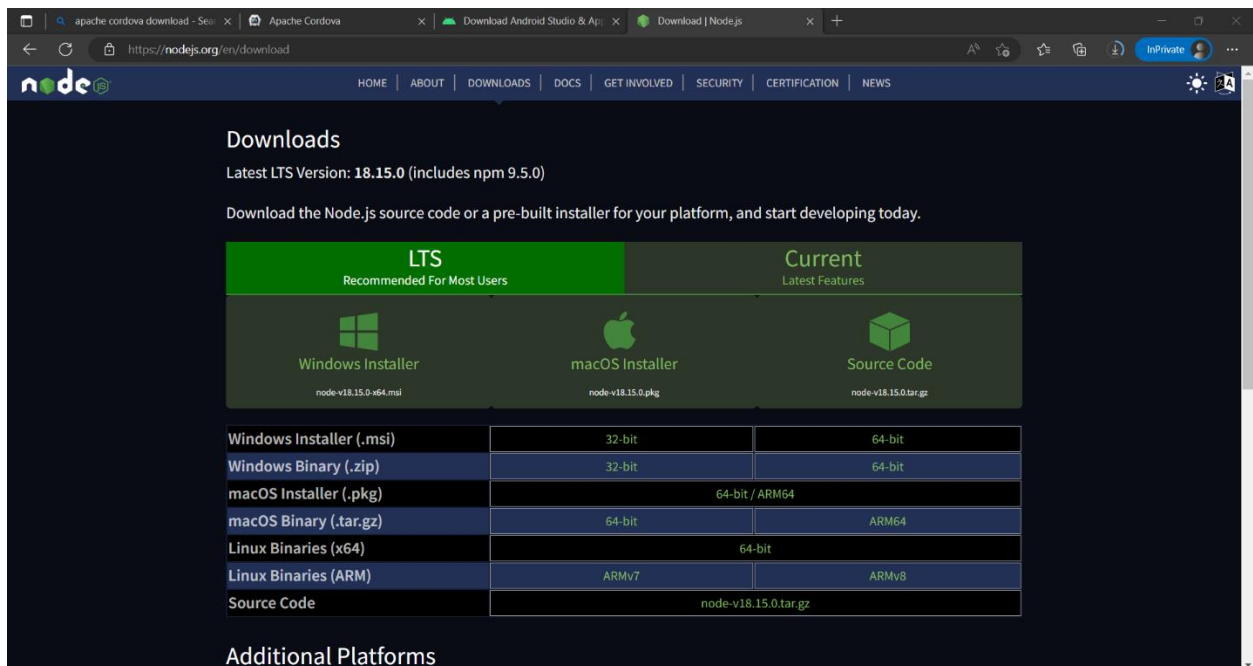 apache cordova download - Sea
Apache Cordova
Download Android Studio & Ap
Download | Node.js
https://nodejs.org/en/download
InPrivate
node JS
HOME | ABOUT | DOWNLOADS | DOCS | GET INVOLVED | SECURITY | CERTIFICATION | NEWS
Downloads
Latest LTS Version: 18.15.0 (includes npm 9.5.0)
Download the Node.js source code or a pre-built installer for your platform, and start developing today.
LTS
Recommended For Most Users
Current
Latest Features
Windows Installer
node-v18.15.0-x64.msi
macOS Installer
node-v18.15.0.pkg
Source Code
node-v18.15.0.tar.gz
Windows Installer (.msi) 32-bit 64-bit
Windows Binary (.zip) 32-bit 64-bit
macOS Installer (.pkg) 64-bit / ARM64
macOS Binary (.tar.gz) 64-bit ARM64
Linux Binaries (x64) 64-bit
Linux Binaries (ARM) ARMv7 ARMv8
Source Code node-v18.15.0.tar.gz
Additional Platforms